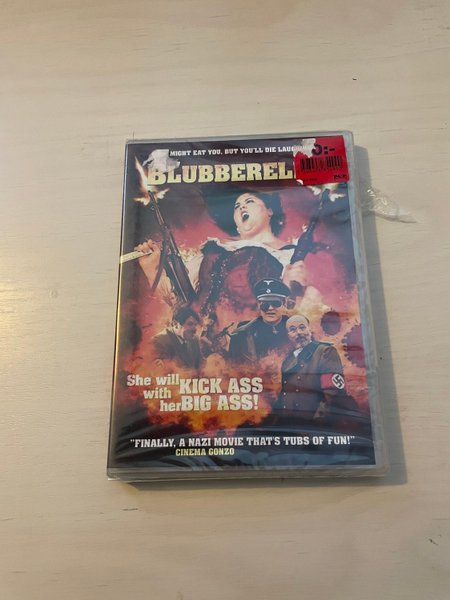 MIGHT EAT YOU, BUT YOU'LL DIE
BLUBBEREL
She will KICK ASS
with her BIG ASS!
"FINALLY, A NAZI MOVIE THAT'S TUBS OF FUN!"
CINEMA GONZO